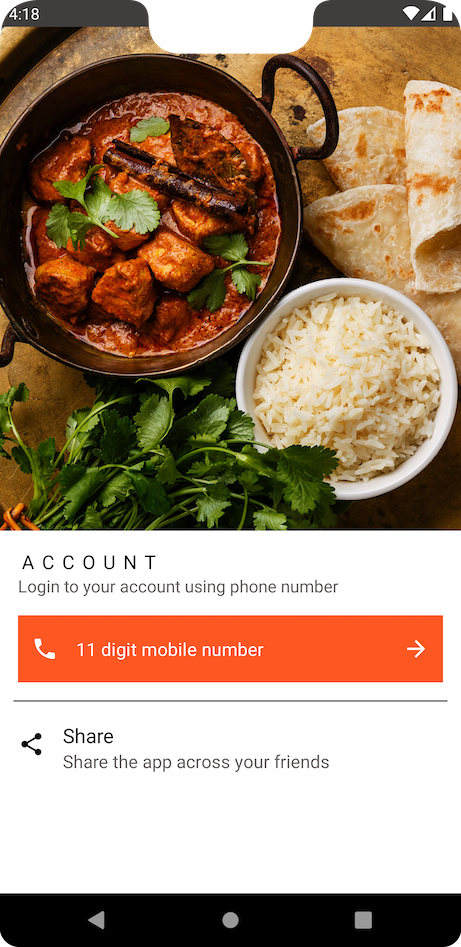 4:18
ACCOUNT
Login to your account using phone number
11 digit mobile number
Share
Share the app across your friends